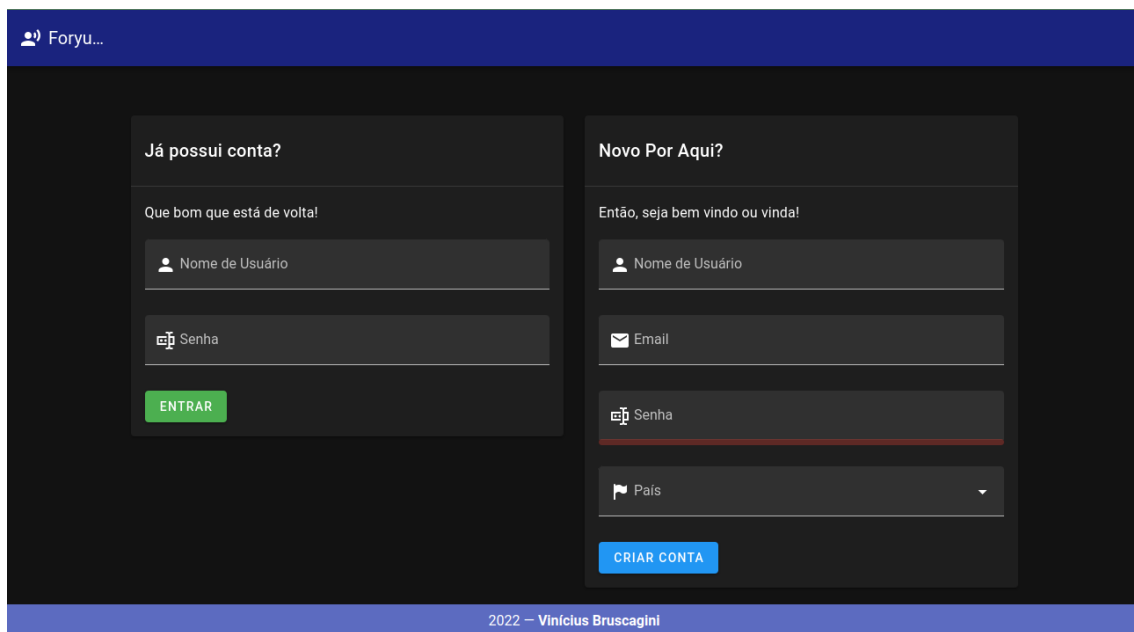 Foryu...
Já possui conta?
Que bom que está de volta!
Nome de Usuário
Senha
ENTRAR
Novo Por Aqui?
Então, seja bem vindo ou vinda!
Nome de Usuário
Email
Senha
País
CRIAR CONTA
2022 — Vinícius Bruscagini